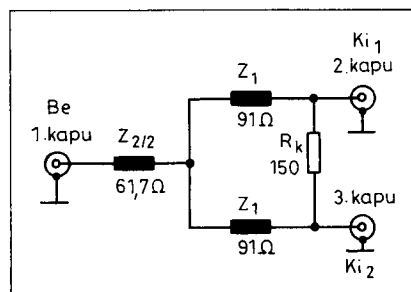 Be
1.kapu
Z2/2
61,7Ω
Z1
91Ω
Z1
91Ω
Rk
150
Ki1
2.kapu
3.kapu
Ki2